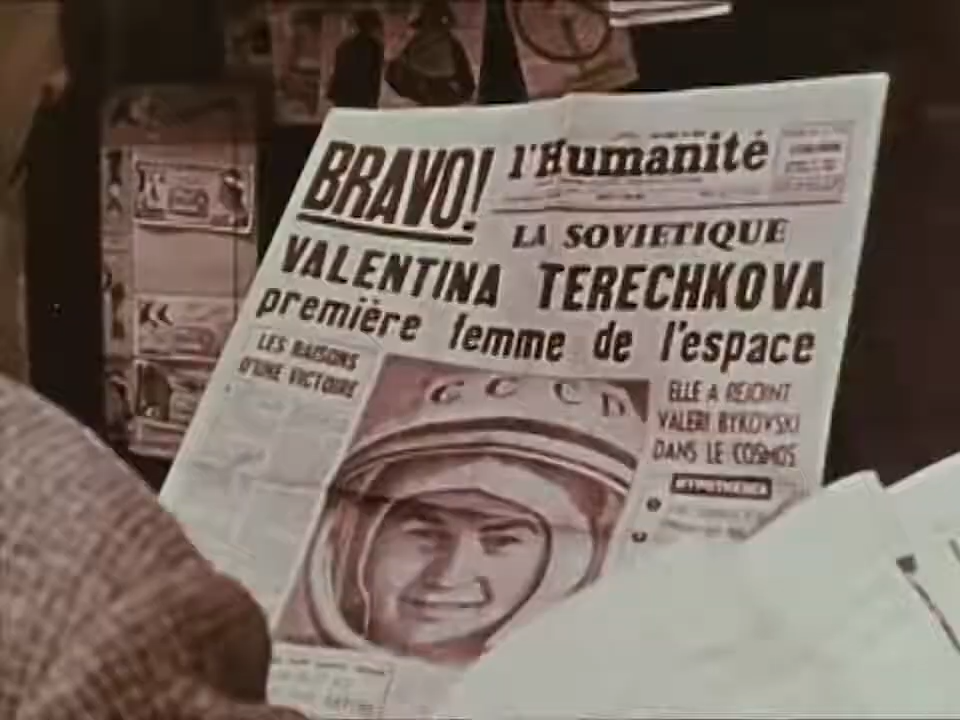 BRAVO!
l'Humanité
LA SOVIETIQUE
VALENTINA TERECHKOVA
première femme de l'espace
LES RAISONS
D'UNE VICTOIRE
ELLE A REJOINT
VALERI BYKOVSKI
DANS LE COSMOS
CCCP